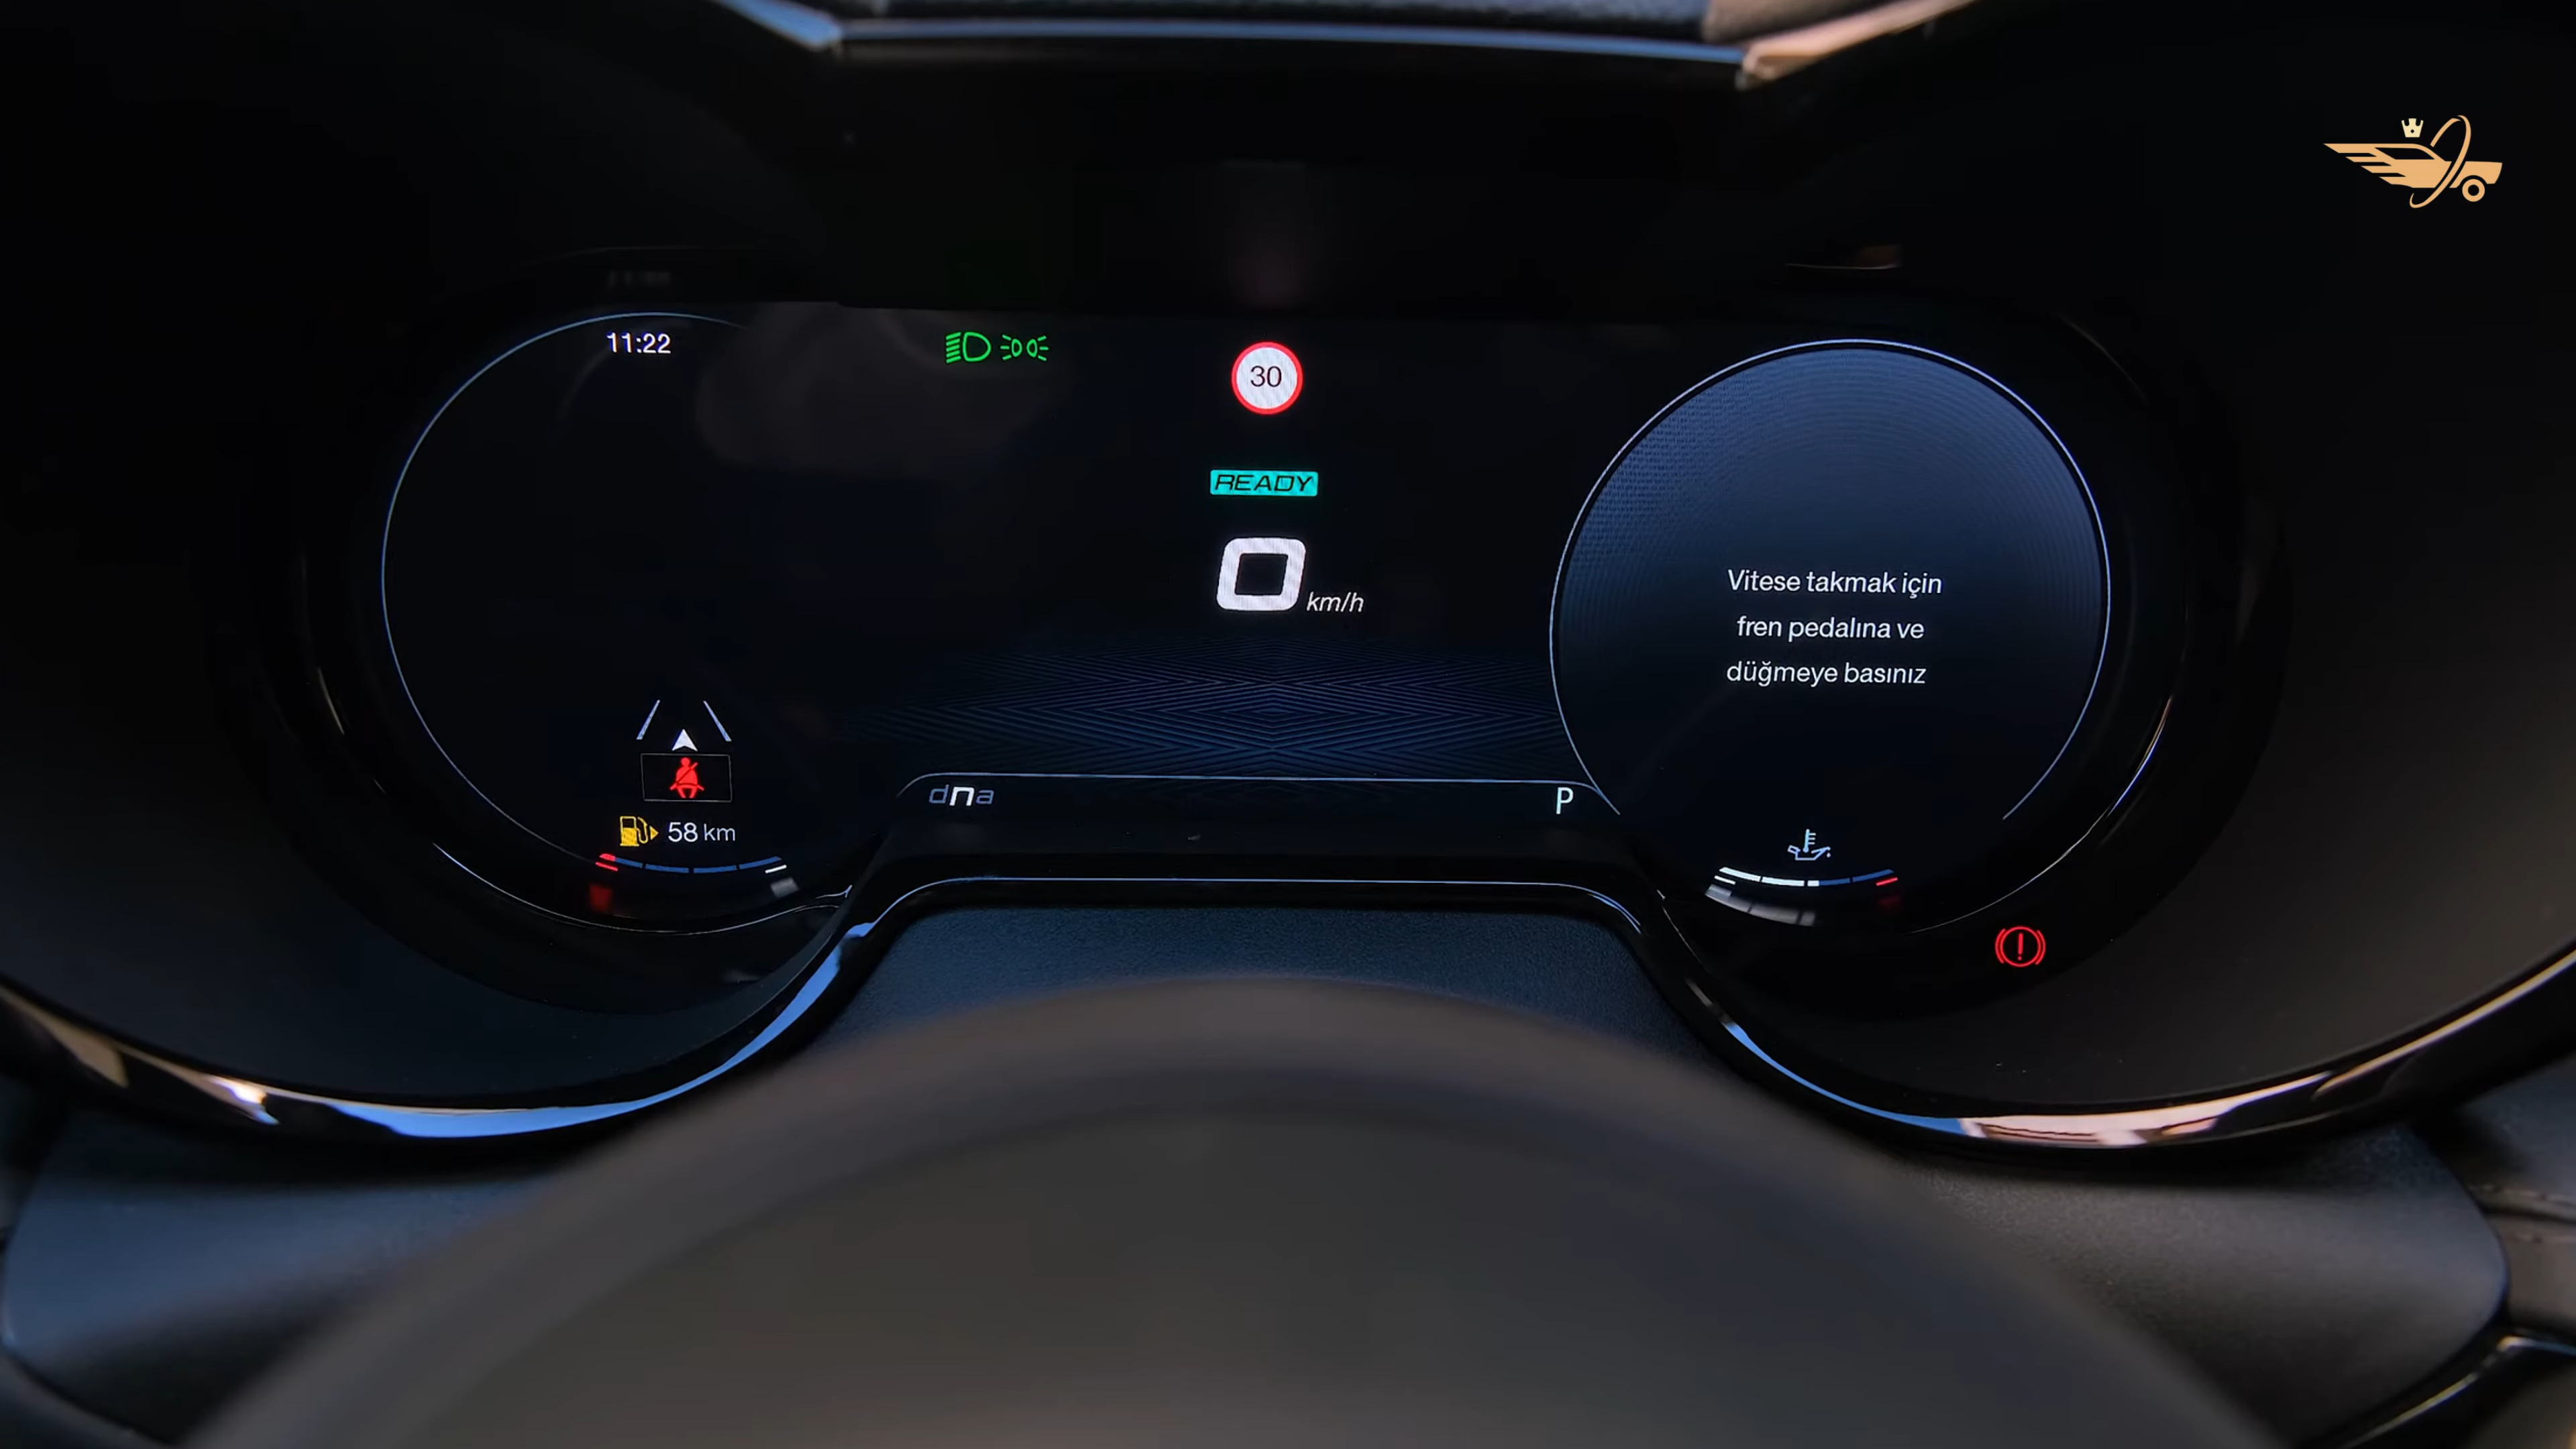 11:22
30
READY
0 km/h
Vitese takmak için
fren pedalına ve
düğmeye basınız
58 km
dna
P